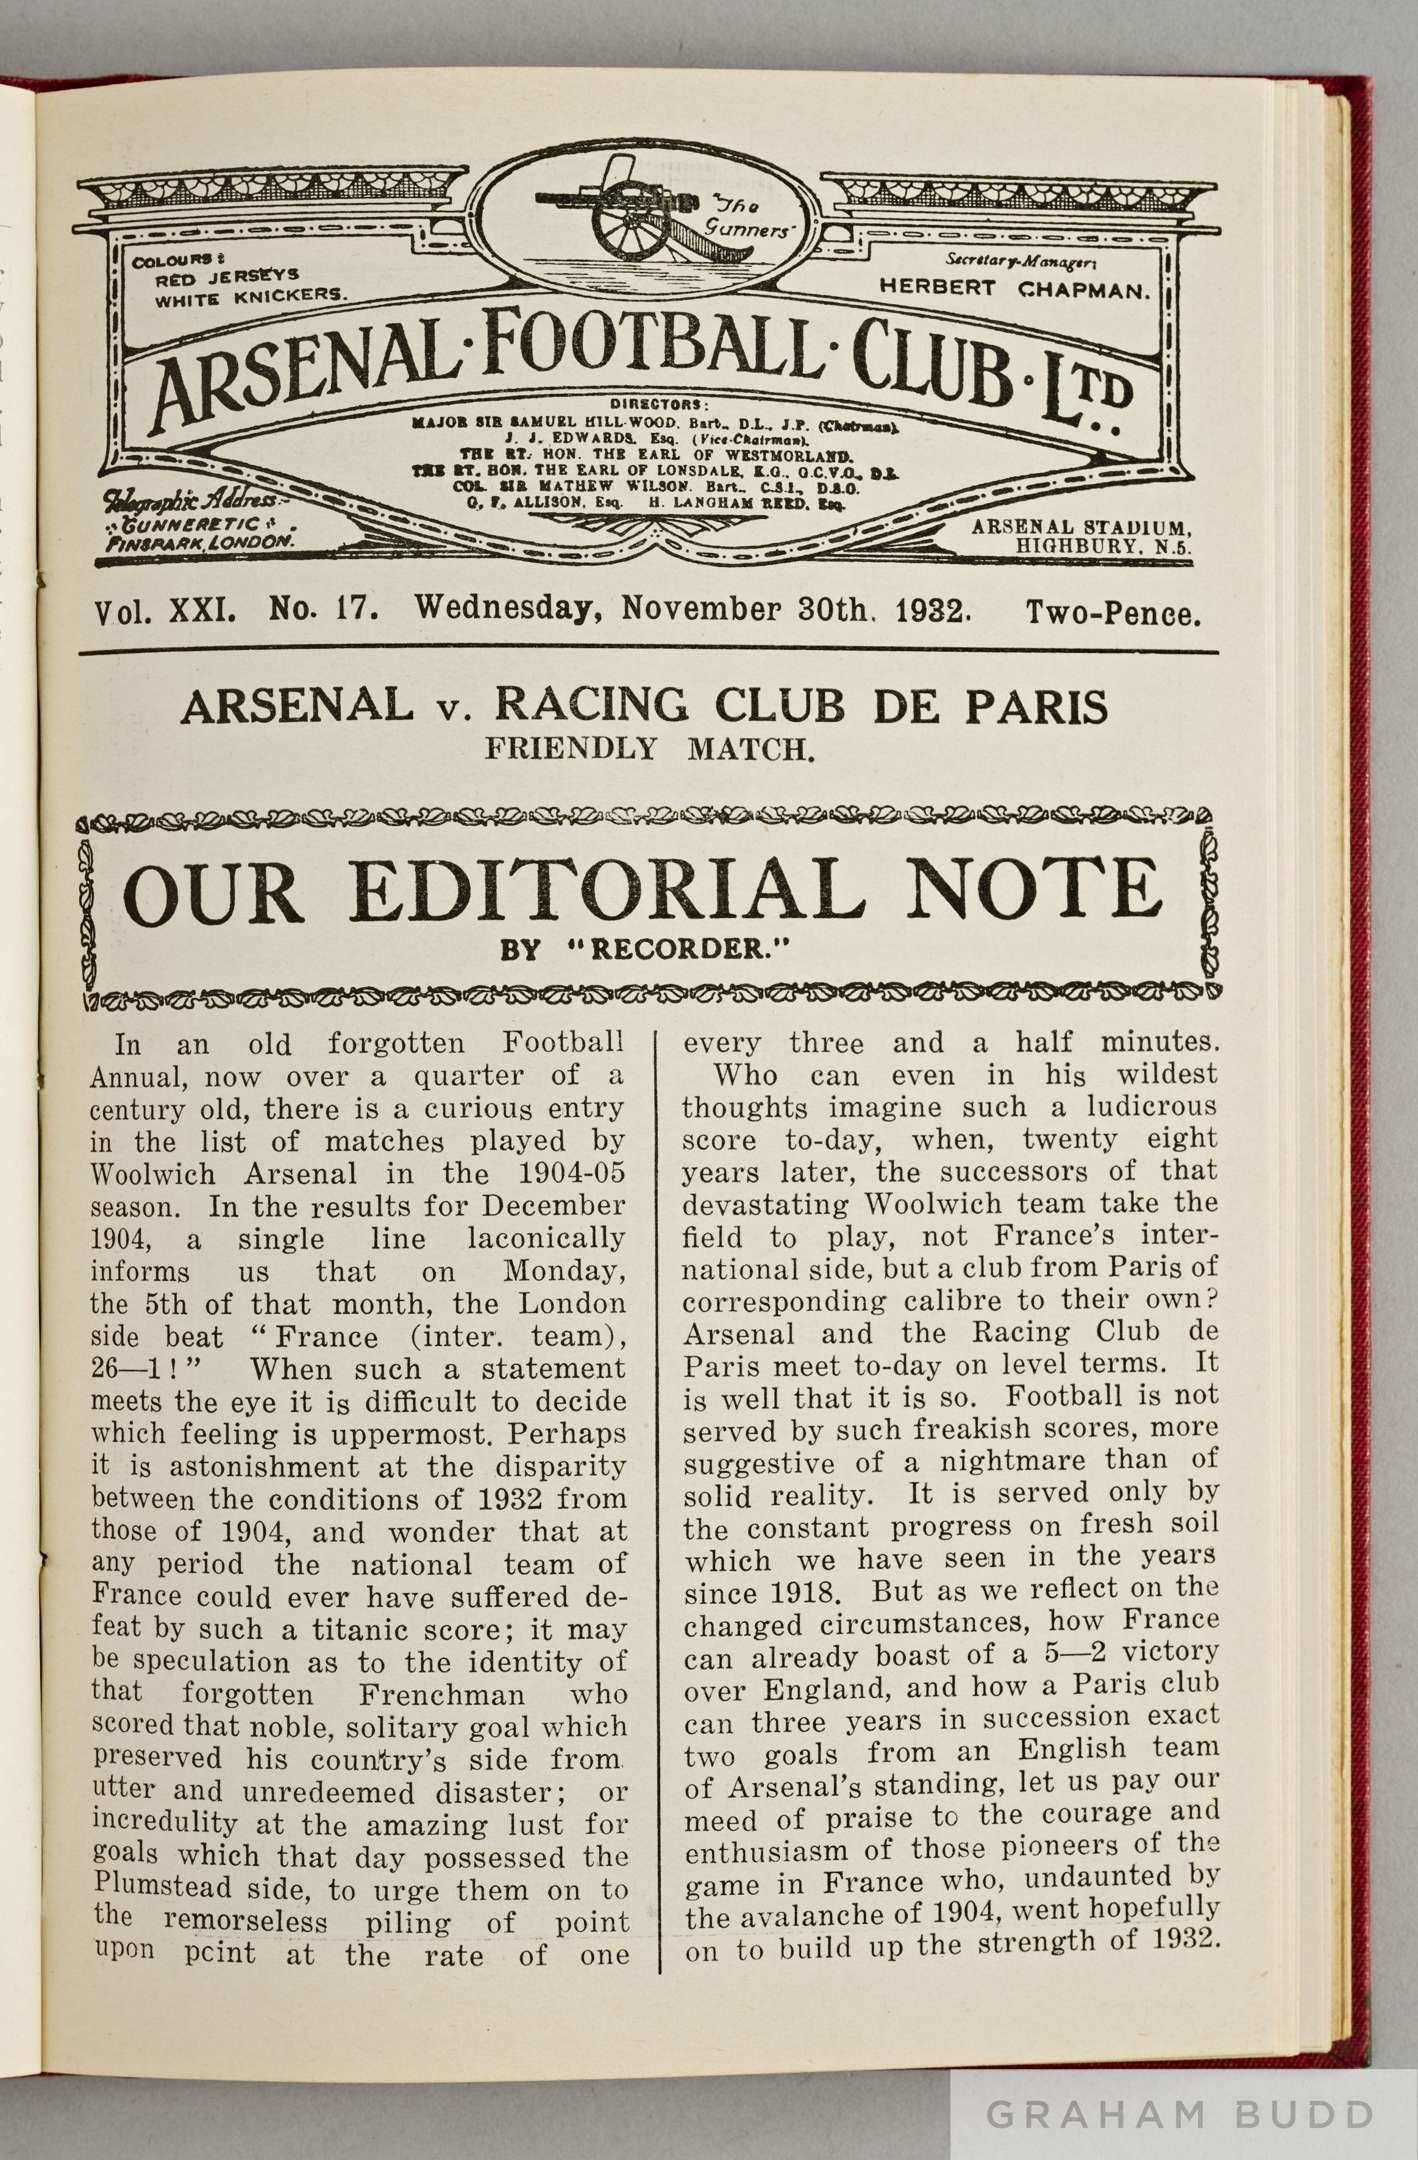 "The
Gunners"
COLOURS:
RED JERSEYS
WHITE KNICKERS.
Secretary-Manager:
HERBERT CHAPMAN.
ARSENAL·FOOTBALL·CLUB·LTD
DIRECTORS:
MAJOR SIR SAMUEL HILL-WOOD. Bart., D.L., J.P. (Chairman).
J. J. EDWARDS. Esq. (Vice-Chairman).
THE RT. HON. THE EARL OF WESTMORLAND.
THE RT. HON. THE EARL OF LONSDALE, K.G., G.C.V.O., D.L.
COL. SIR MATHEW WILSON. Bart., C.S.I., D.S.O.
G. F. ALLISON, Esq. H. LANGHAM REED, Esq.
Telegraphic Address:-
"GUNNERETIC".
FINSPARK, LONDON.
ARSENAL STADIUM,
HIGHBURY. N.5.
Vol. XXI. No. 17. Wednesday, November 30th. 1932. Two-Pence.
ARSENAL v. RACING CLUB DE PARIS
FRIENDLY MATCH.
OUR EDITORIAL NOTE
BY "RECORDER."
In an old forgotten Football
Annual, now over a quarter of a
century old, there is a curious entry
in the list of matches played by
Woolwich Arsenal in the 1904-05
season. In the results for December
1904, a single line laconically
informs us that on Monday,
the 5th of that month, the London
side beat "France (inter. team),
26—1!" When such a statement
meets the eye it is difficult to decide
which feeling is uppermost. Perhaps
it is astonishment at the disparity
between the conditions of 1932 from
those of 1904, and wonder that at
any period the national team of
France could ever have suffered de-
feat by such a titanic score; it may
be speculation as to the identity of
that forgotten Frenchman who
scored that noble, solitary goal which
preserved his country's side from
utter and unredeemed disaster; or
incredulity at the amazing lust for
goals which that day possessed the
Plumstead side, to urge them on to
the remorseless piling of point
upon pcint at the rate of one
every three and a half minutes.
Who can even in his wildest
thoughts imagine such a ludicrous
score to-day, when, twenty eight
years later, the successors of that
devastating Woolwich team take the
field to play, not France's inter-
national side, but a club from Paris of
corresponding calibre to their own?
Arsenal and the Racing Club de
Paris meet to-day on level terms. It
is well that it is so. Football is not
served by such freakish scores, more
suggestive of a nightmare than of
solid reality. It is served only by
the constant progress on fresh soil
which we have seen in the years
since 1918. But as we reflect on the
changed circumstances, how France
can already boast of a 5—2 victory
over England, and how a Paris club
can three years in succession exact
two goals from an English team
of Arsenal's standing, let us pay our
meed of praise to the courage and
enthusiasm of those pioneers of the
game in France who, undaunted by
the avalanche of 1904, went hopefully
on to build up the strength of 1932.
GRAHAM BUDD